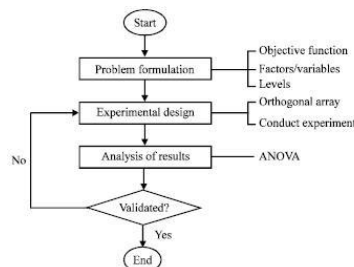 Start
Objective function
Problem formulation
Factors/variables
Levels
Orthogonal array
Experimental design
Conduct experiment
No
Analysis of results
ANOVA
Validated?
Yes
End